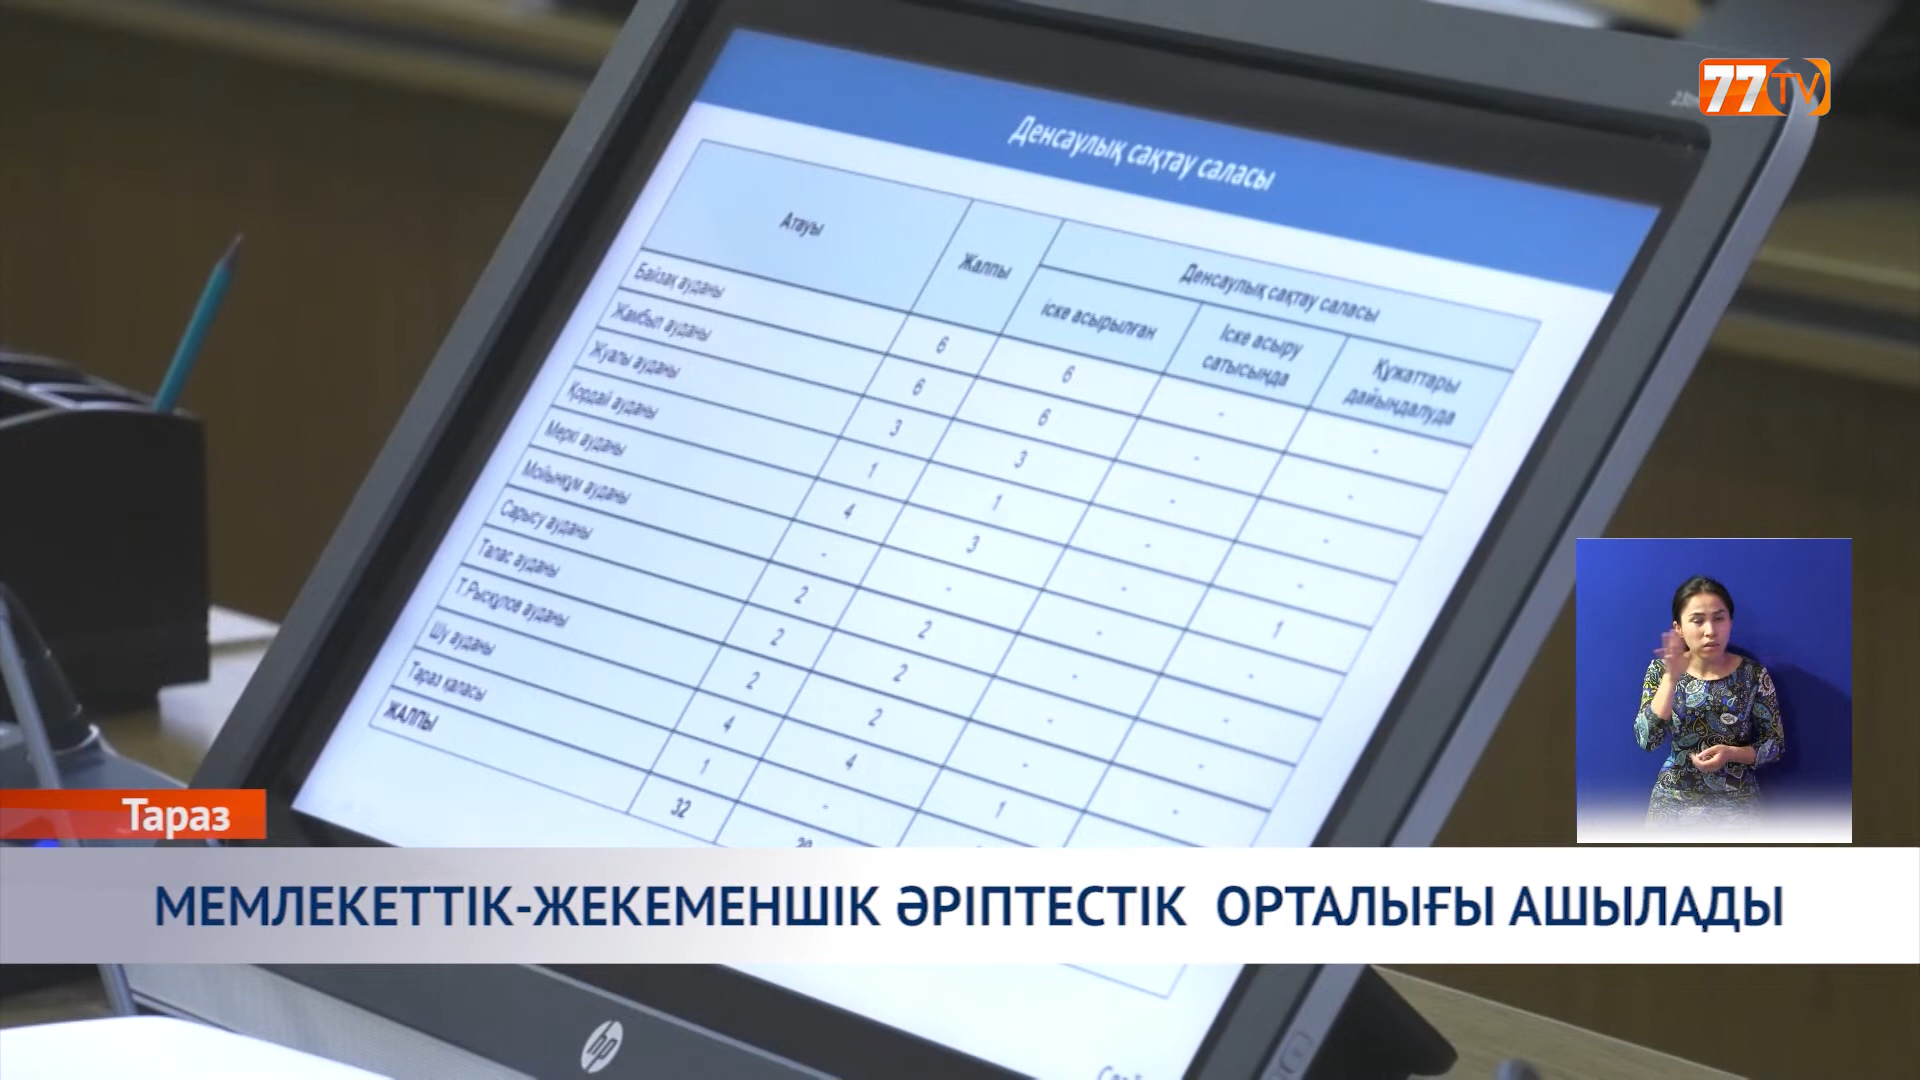 77TV
23tm
Денсаулық сақтау саласы
Атауы Жалпы Денсаулық сақтау саласы
іске асырылған Іске асыру сатысында Құжаттары дайындалуда
Байзақ ауданы 6 6 - -
Жамбыл ауданы 6 6 - -
Жуалы ауданы 3 3 - -
Қордай ауданы 1 1 - -
Меркі ауданы 4 3 - 1
Мойынқұм ауданы - - - -
Сарысу ауданы 2 2 - -
Талас ауданы 2 2 - -
Т.Рысқұлов ауданы 2 2 - -
Шу ауданы 4 4 1
Тараз қаласы 1 -
ЖАЛПЫ 32
Тараз
МЕМЛЕКЕТТІК-ЖЕКЕМЕНШІК ӘРІПТЕСТІК ОРТАЛЫҒЫ АШЫЛАДЫ
hp